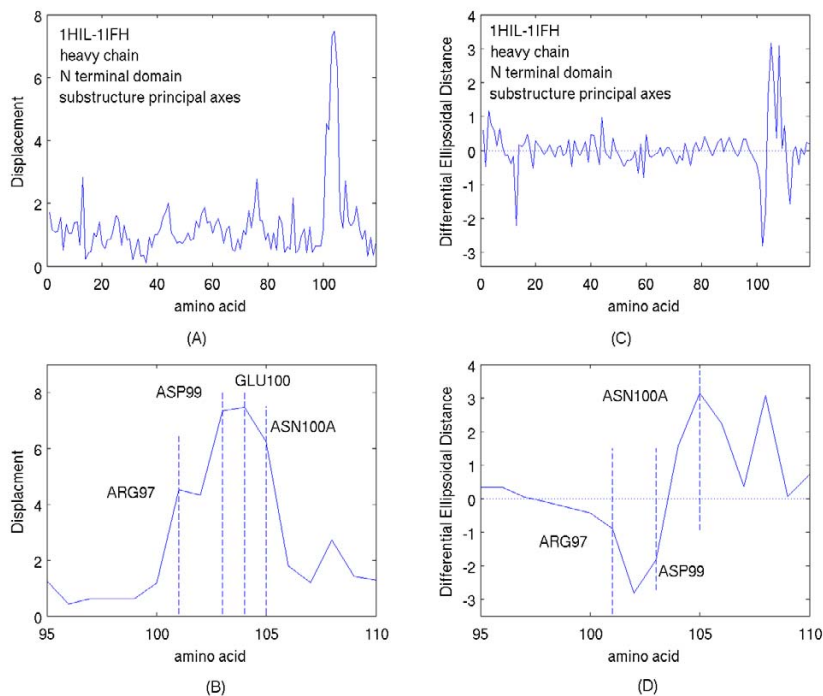 1HIL-1IFH
heavy chain
N terminal domain
substructure principal axes
Displacement
8
6
4
2
0
0 20 40 60 80 100
amino acid
(A)
1HIL-1IFH
heavy chain
N terminal domain
substructure principal axes
Differential Ellipsoidal Distance
4
3
2
1
0
-1
-2
-3
0 20 40 60 80 100
amino acid
(C)
GLU100
ASP99
ASN100A
ARG97
Displacment
8
6
4
2
0
95 100 105 110
amino acid
(B)
ASN100A
ARG97
ASP99
Differential Ellipsoidal Distance
4
3
2
1
0
-1
-2
-3
95 100 105 110
amino acid
(D)